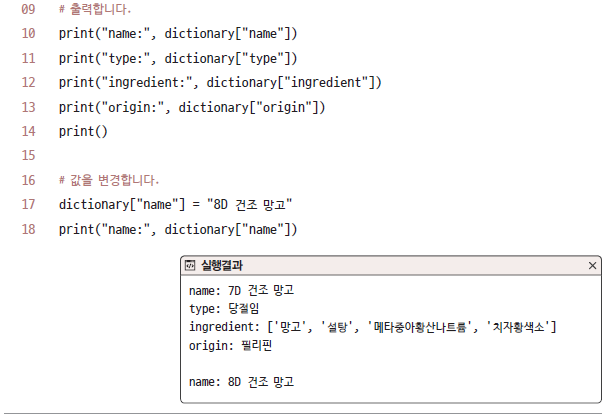 09 # 출력합니다.
10 print("name:", dictionary["name"])
11 print("type:", dictionary["type"])
12 print("ingredient:", dictionary["ingredient"])
13 print("origin:", dictionary["origin"])
14 print()
15
16 # 값을 변경합니다.
17 dictionary["name"] = "8D 건조 망고"
18 print("name:", dictionary["name"])
실행결과
name: 7D 건조 망고
type: 당절임
ingredient: ['망고', '설탕', '메타중아황산나트륨', '치자황색소']
origin: 필리핀
name: 8D 건조 망고